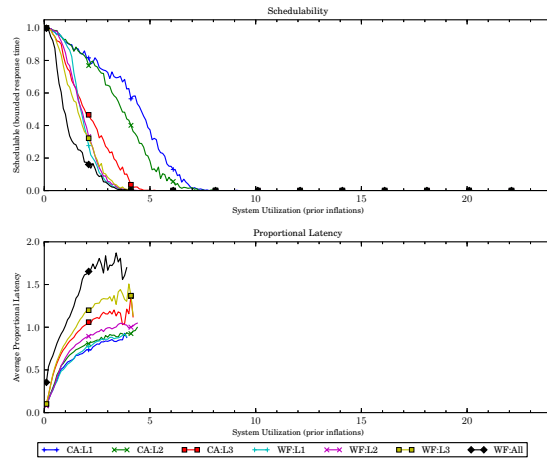 Schedulability
Schedulable (bounded response time)
1.0
0.8
0.6
0.4
0.2
0.0
0 5 10 15 20
System Utilization (prior inflations)
Proportional Latency
Average Proportional Latency
2.0
1.5
1.0
0.5
0.0
0 5 10 15 20
System Utilization (prior inflations)
CA:L1 CA:L2 CA:L3 WF:L1 WF:L2 WF:L3 WF:All